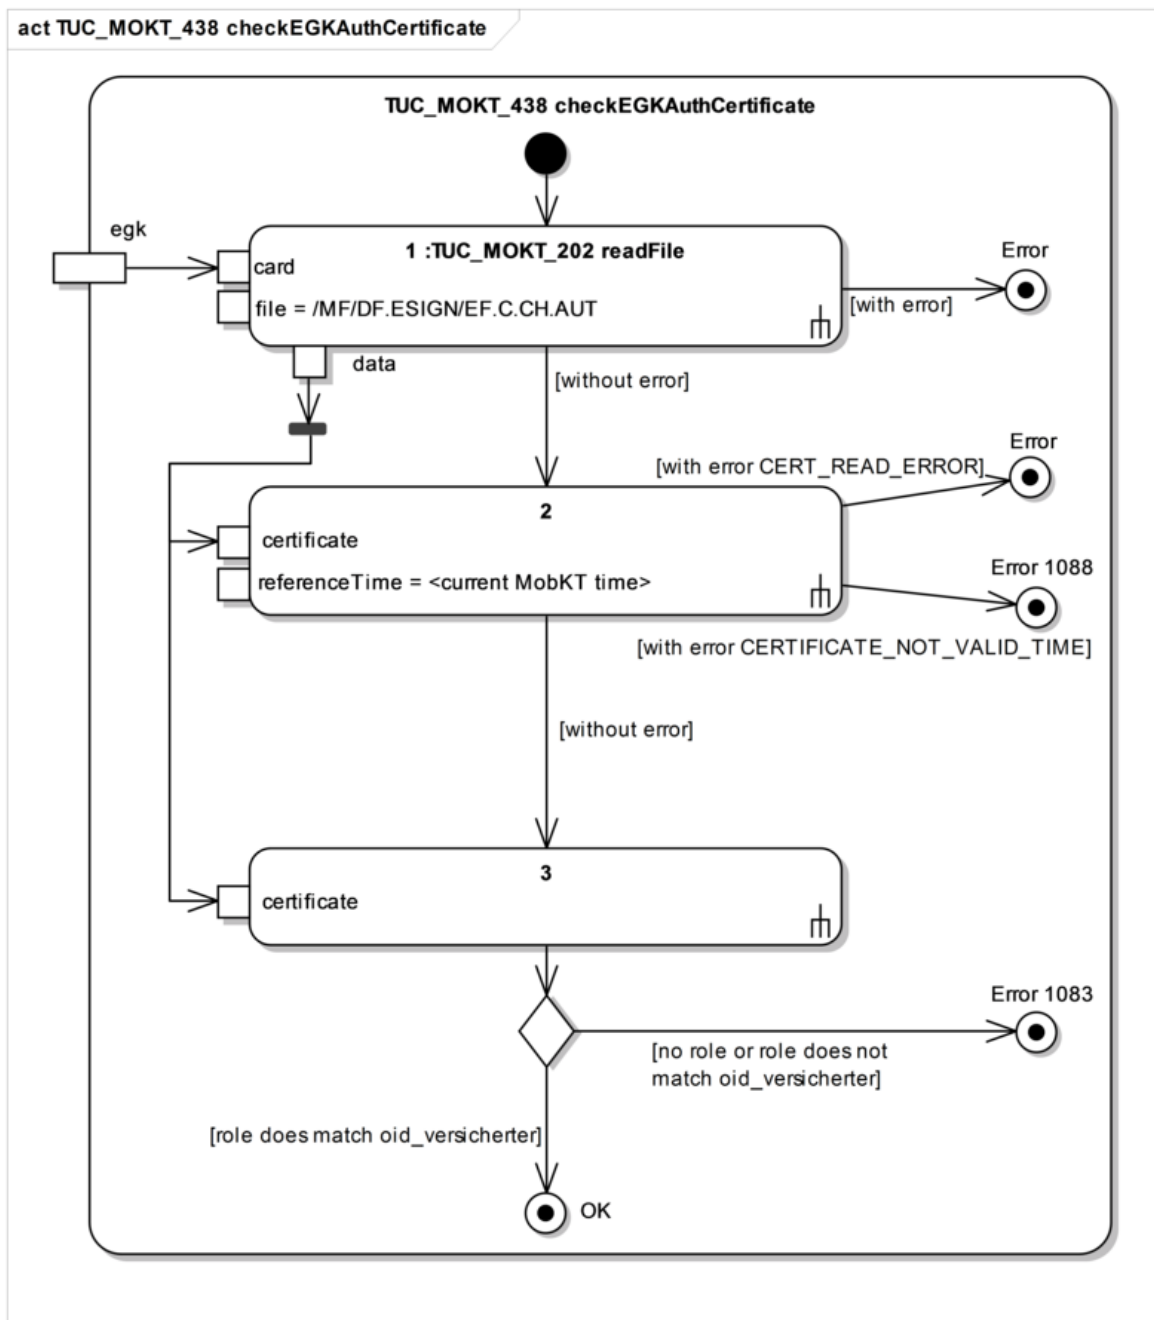 act TUC_MOKT_438 checkEGKAuthCertificate
TUC_MOKT_438 checkEGKAuthCertificate
egk
1 :TUC_MOKT_202 readFile
card
file = /MF/DF.ESIGN/EF.C.CH.AUT
Error
[with error]
data
[without error]
Error
[with error CERT_READ_ERROR]
2
certificate
referenceTime = <current MobKT time>
Error 1088
[with error CERTIFICATE_NOT_VALID_TIME]
[without error]
3
certificate
Error 1083
[no role or role does not
match oid_versicherter]
[role does match oid_versicherter]
OK